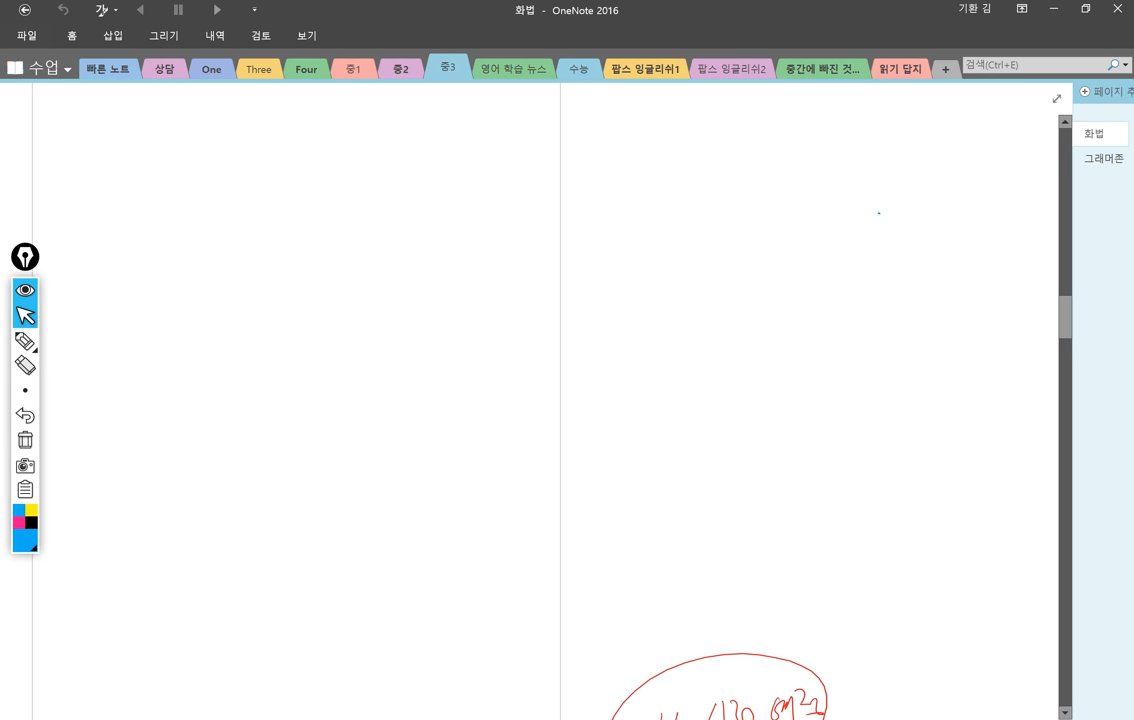 화법 - OneNote 2016
기환 김
파일 홈 삽입 그리기 내역 검토 보기
수업 빠른 노트 상담 One Three Four 중1 중2 중3 영어 학습 뉴스 수능 팝스 잉글리쉬1 팝스 잉글리쉬2 중간에 빠진 것... 읽기 답지 + 검색(Ctrl+E)
페이지 추
화법
그래머존